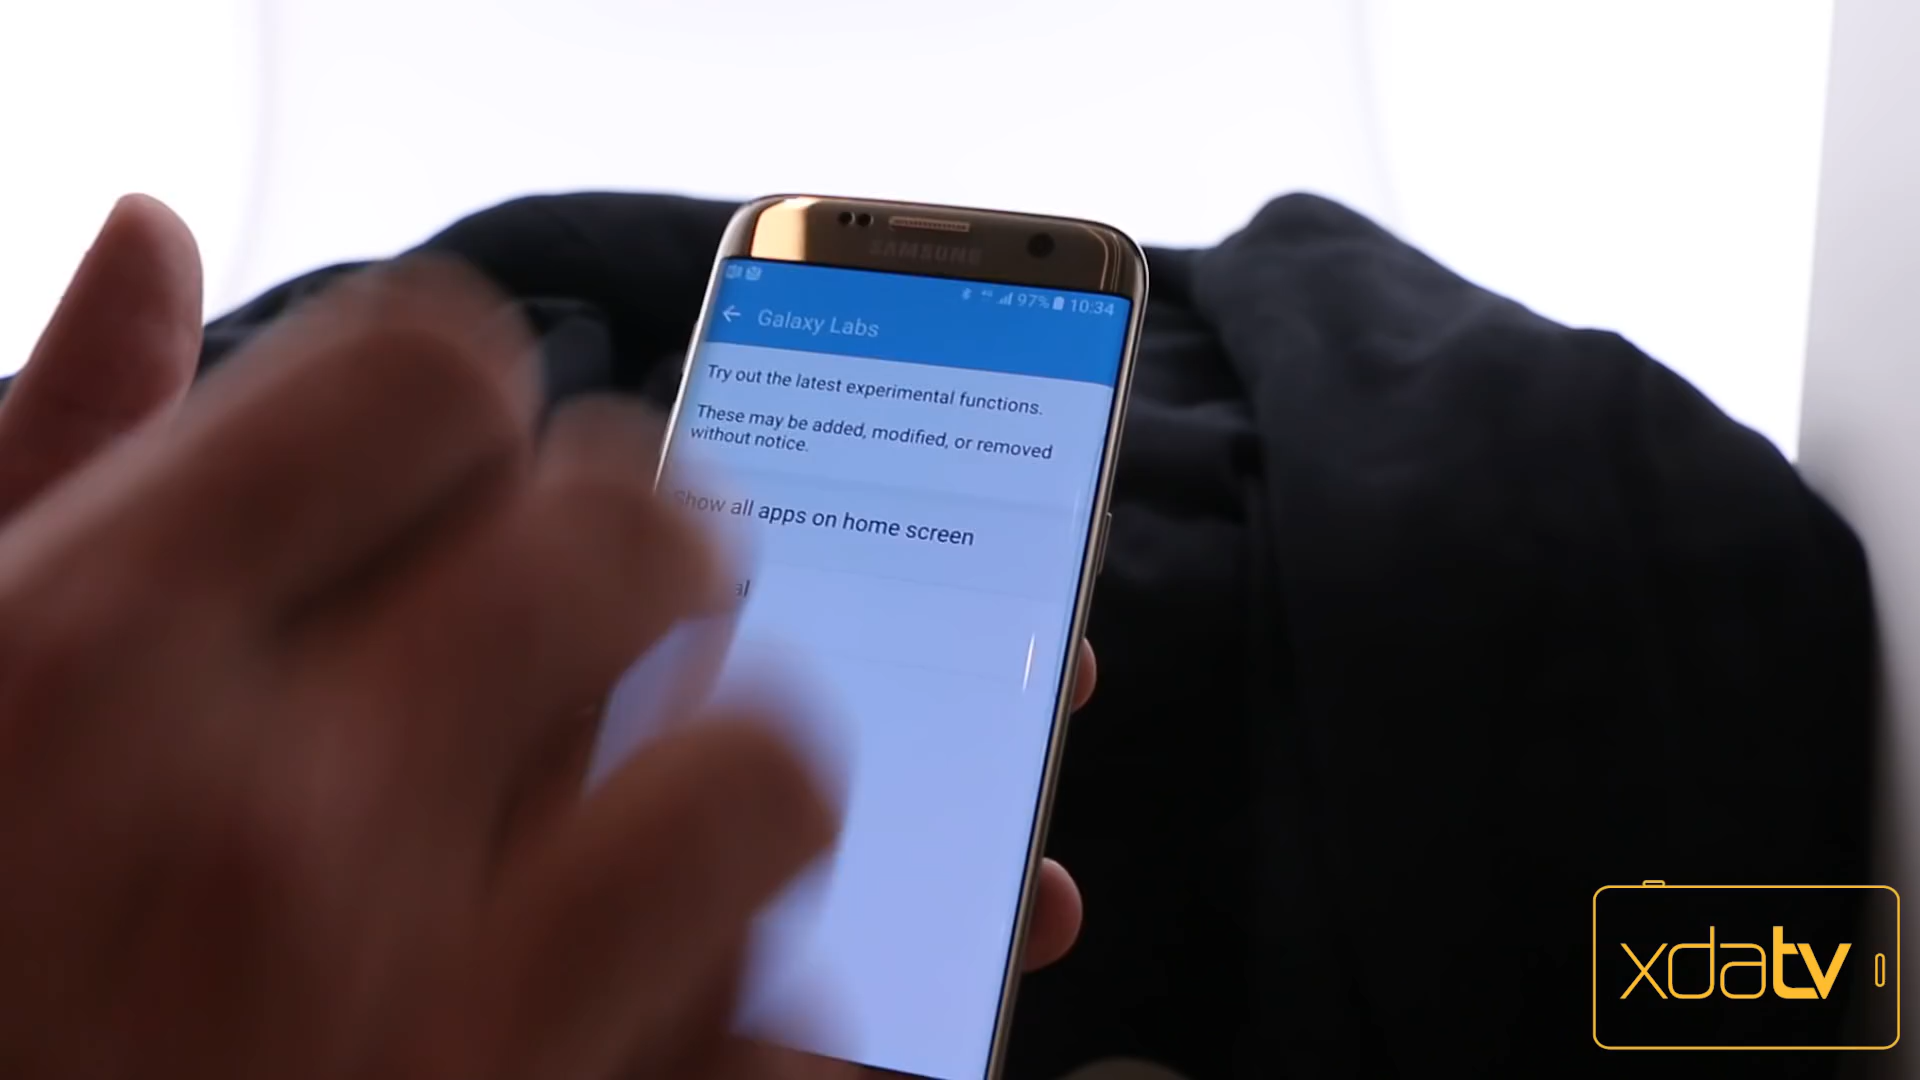 SAMSUNG
97% 10:34
Galaxy Labs
Try out the latest experimental functions.
These may be added, modified, or removed
without notice.
Show all apps on home screen
xdatv